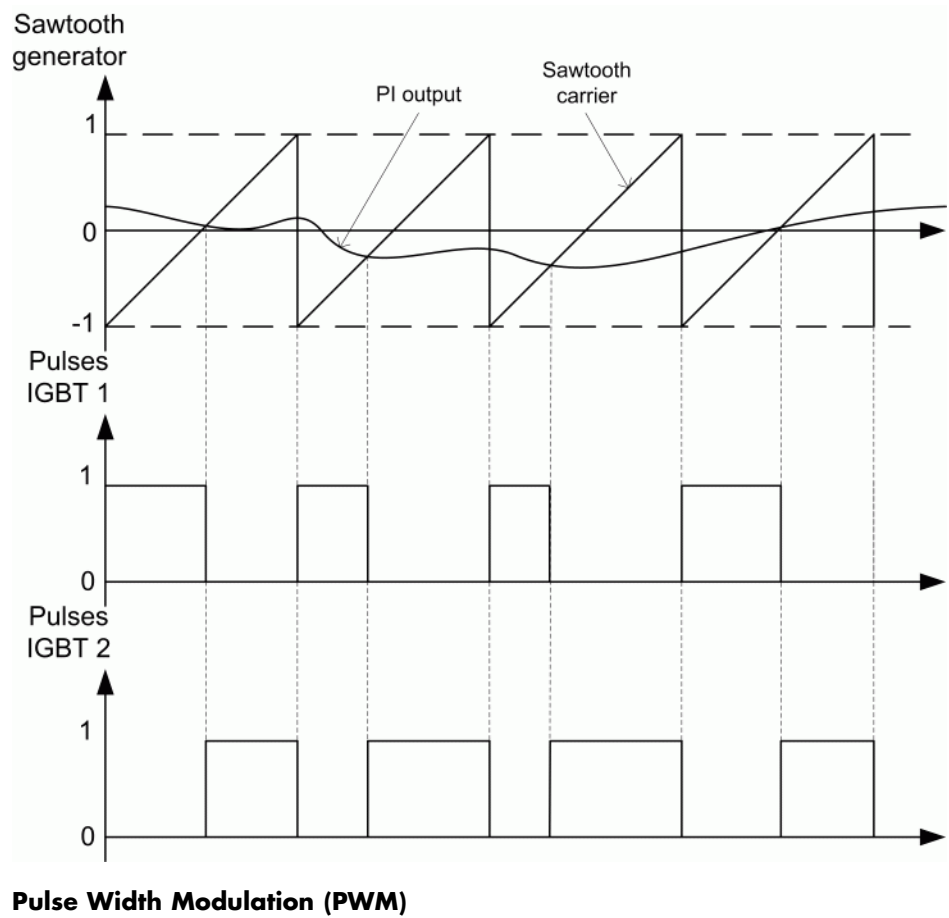 Sawtooth
generator
Sawtooth
carrier
PI output
1
0
-1
Pulses
IGBT 1
1
0
Pulses
IGBT 2
1
0
Pulse Width Modulation (PWM)